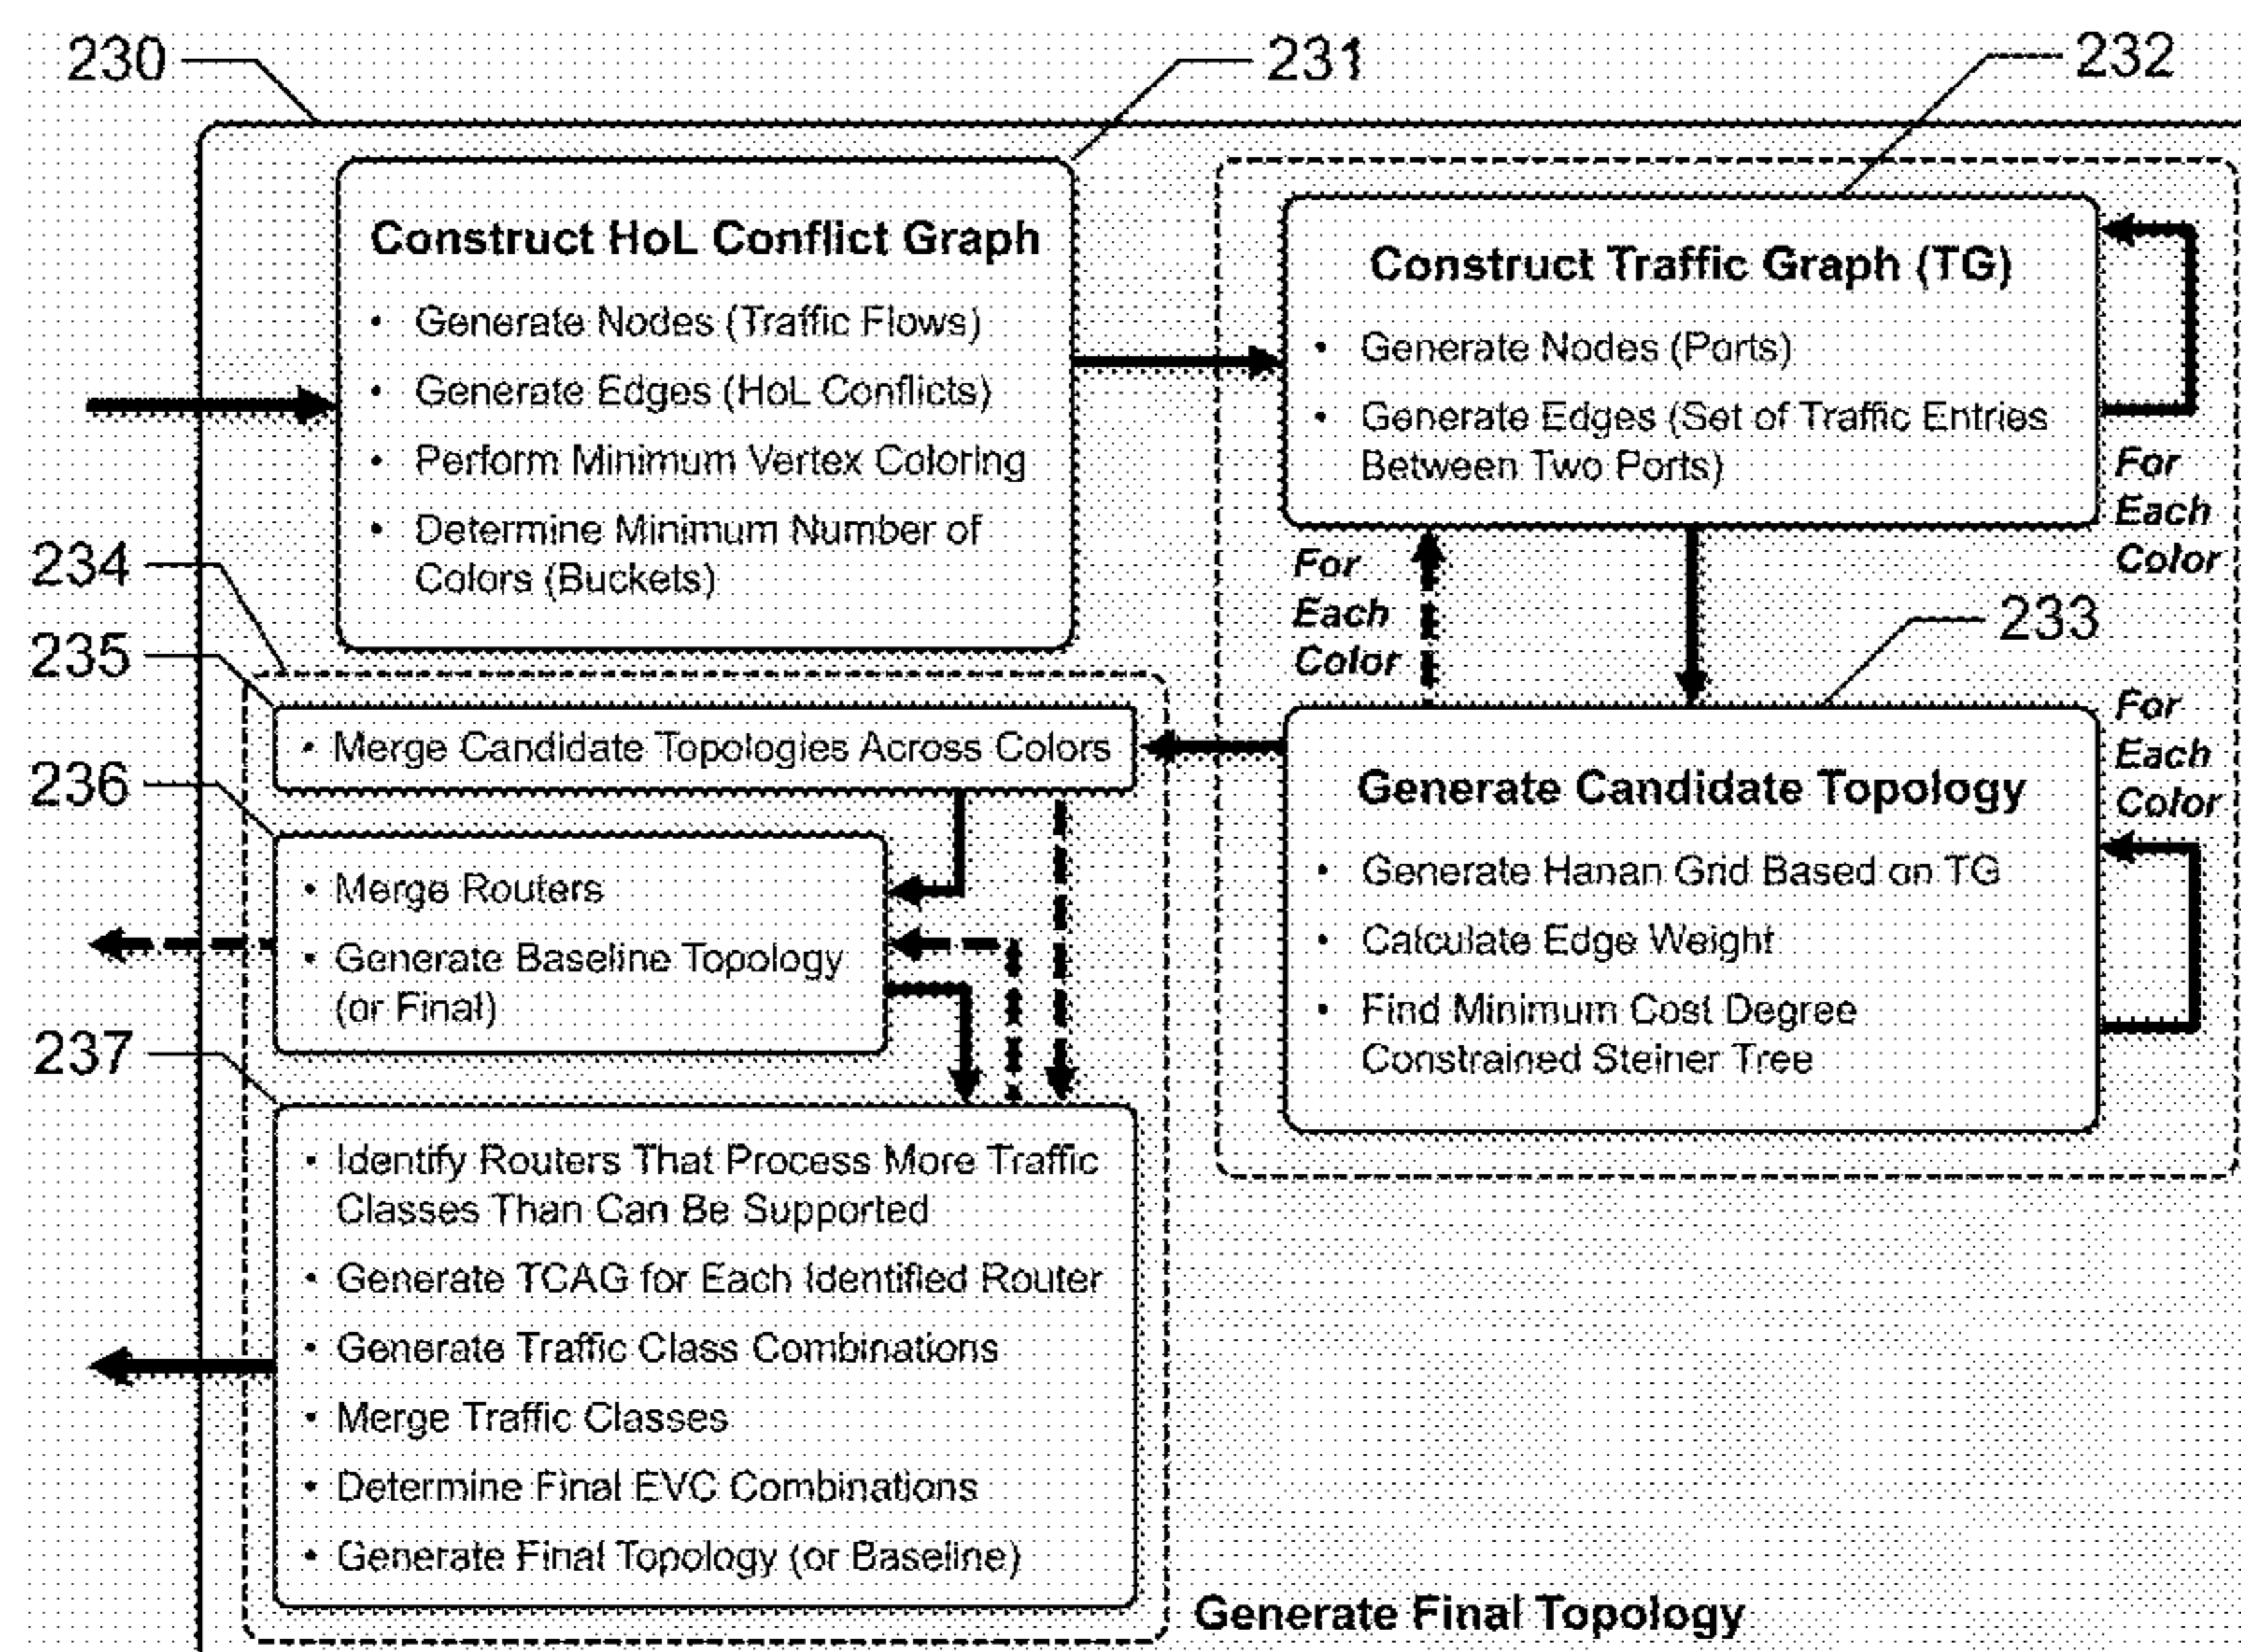 230
231
232
Construct HoL Conflict Graph
• Generate Nodes (Traffic Flows)
• Generate Edges (HoL Conflicts)
• Perform Minimum Vertex Coloring
• Determine Minimum Number of
Colors (Buckets)
Construct Traffic Graph (TG)
• Generate Nodes (Ports)
• Generate Edges (Set of Traffic Entries
Between Two Ports)
For
Each
Color
For
Each
Color
233
For
Each
Color
Generate Candidate Topology
• Generate Hanan Grid Based on TG
• Calculate Edge Weight
• Find Minimum Cost Degree
Constrained Steiner Tree
234
235
• Merge Candidate Topologies Across Colors
236
• Merge Routers
• Generate Baseline Topology
(or Final)
237
• Identify Routers That Process More Traffic
Classes Than Can Be Supported
• Generate TCAG for Each Identified Router
• Generate Traffic Class Combinations
• Merge Traffic Classes
• Determine Final EVC Combinations
• Generate Final Topology (or Baseline)
Generate Final Topology